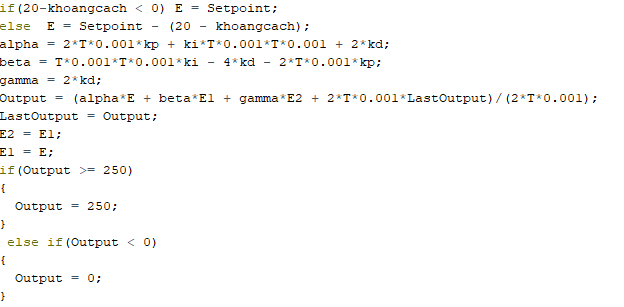 if(20-khoangcach < 0) E = Setpoint;
else  E = Setpoint - (20 - khoangcach);
alpha = 2*T*0.001*kp + ki*T*0.001*T*0.001 + 2*kd;
beta = T*0.001*T*0.001*ki - 4*kd - 2*T*0.001*kp;
gamma = 2*kd;
Output = (alpha*E + beta*E1 + gamma*E2 + 2*T*0.001*LastOutput)/(2*T*0.001);
LastOutput = Output;
E2 = E1;
E1 = E;
if(Output >= 250)
{
  Output = 250;
}
 else if(Output < 0)
{
  Output = 0;
}